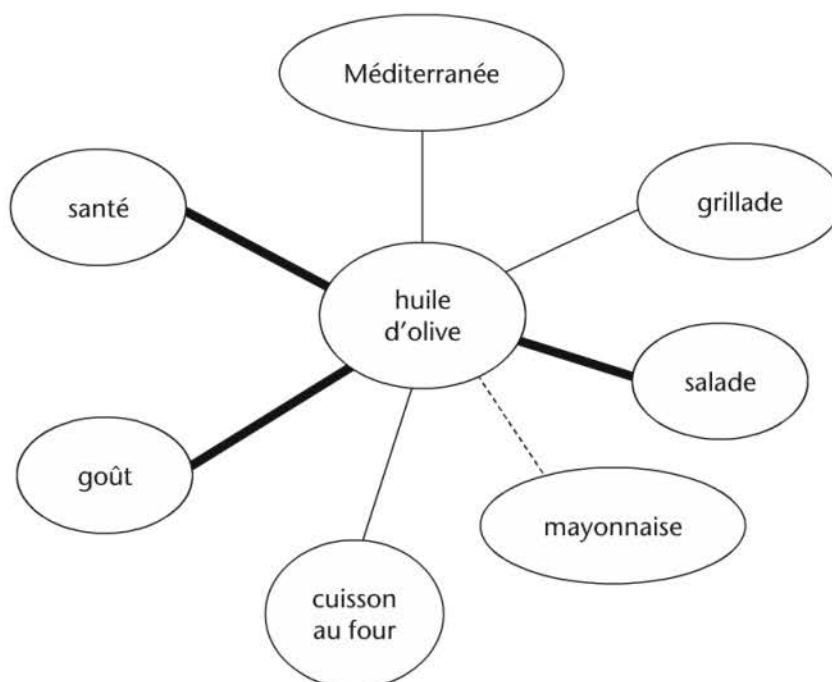 Méditerranée
santé
grillade
huile
d'olive
salade
goût
mayonnaise
cuisson
au four